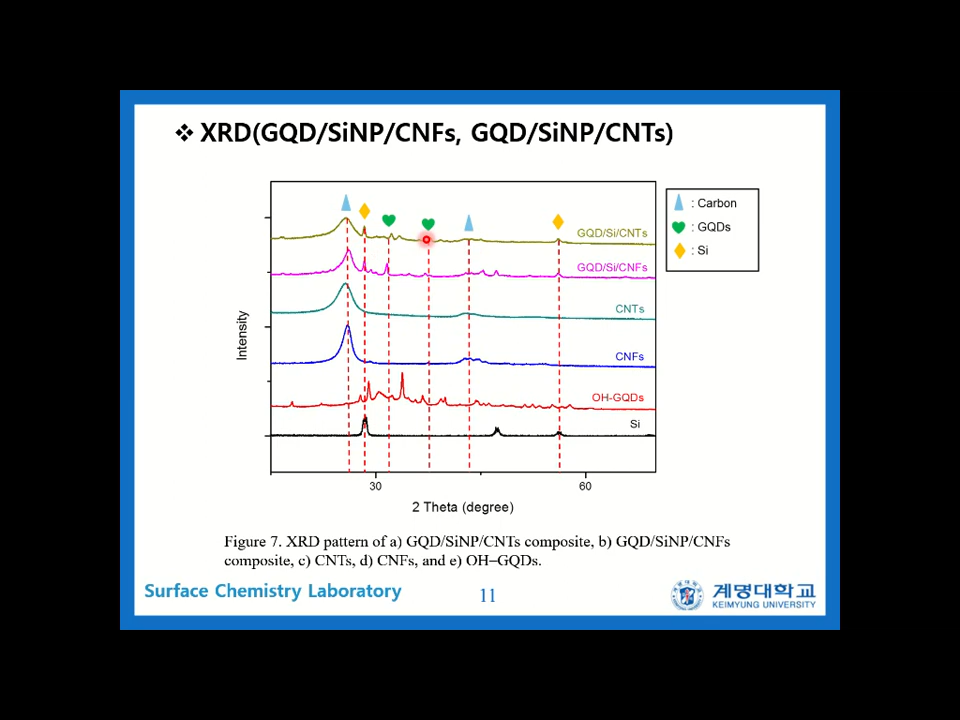 ❖ XRD(GQD/SiNP/CNFs, GQD/SiNP/CNTs)
: Carbon
: GQDs
: Si
GQD/Si/CNTs
GQD/Si/CNFs
CNTs
CNFs
OH-GQDs
Si
Intensity
30
60
2 Theta (degree)
Figure 7. XRD pattern of a) GQD/SiNP/CNTs composite, b) GQD/SiNP/CNFs
composite, c) CNTs, d) CNFs, and e) OH–GQDs.
Surface Chemistry Laboratory
11
계명대학교
KEIMYUNG UNIVERSITY